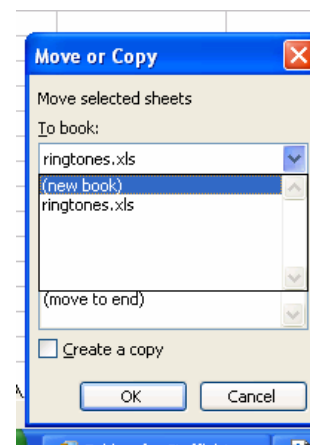 Move or Copy
Move selected sheets
To book:
ringtones.xls
(new book)
ringtones.xls
(move to end)
Create a copy
OK Cancel